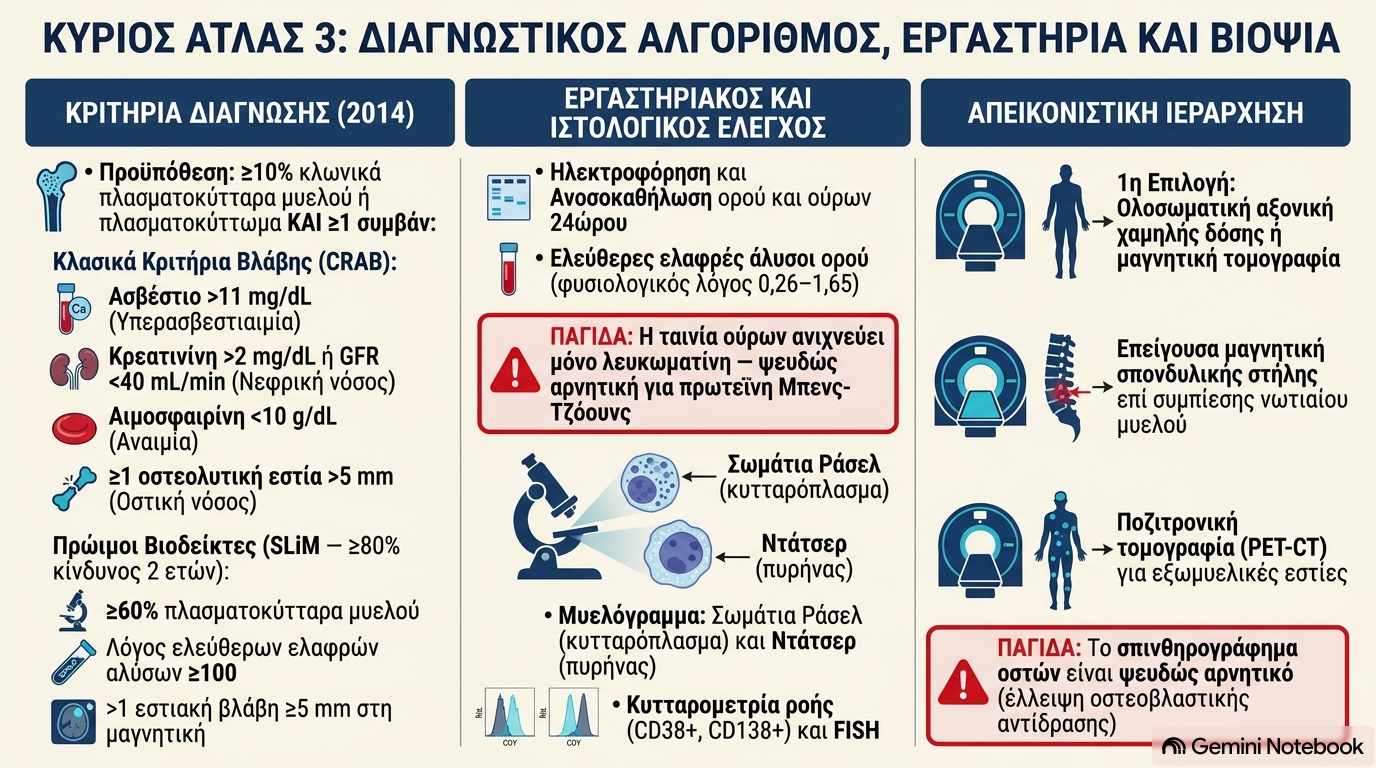 ΚΥΡΙΟΣ ΑΤΛΑΣ 3: ΔΙΑΓΝΩΣΤΙΚΟΣ ΑΛΓΟΡΙΘΜΟΣ, ΕΡΓΑΣΤΗΡΙΑ ΚΑΙ ΒΙΟΨΙΑ
ΚΡΙΤΗΡΙΑ ΔΙΑΓΝΩΣΗΣ (2014)
• Προϋπόθεση: ≥10% κλωνικά
πλασματοκύτταρα μυελού ή
πλασματοκύττωμα ΚΑΙ ≥1 συμβάν:
Κλασικά Κριτήρια Βλάβης (CRAB):
Ca
Ασβέστιο >11 mg/dL
(Υπερασβεστιαιμία)
Κρεατινίνη >2 mg/dL ή GFR
<40 mL/min (Νεφρική νόσος)
Αιμοσφαιρίνη <10 g/dL
(Αναιμία)
≥1 οστεολυτική εστία >5 mm
(Οστική νόσος)
Πρώιμοι Βιοδείκτες (SLiM — ≥80%
κίνδυνος 2 ετών):
≥60% πλασματοκύτταρα μυελού
Λόγος ελεύθερων ελαφρών
αλύσων ≥100
>1 εστιακή βλάβη ≥5 mm στη
μαγνητική
ΕΡΓΑΣΤΗΡΙΑΚΟΣ ΚΑΙ
ΙΣΤΟΛΟΓΙΚΟΣ ΕΛΕΓΧΟΣ
• Ηλεκτροφόρηση και
Ανοσοκαθήλωση ορού και ούρων
24ώρου
• Ελεύθερες ελαφρές άλυσοι ορού
(φυσιολογικός λόγος 0,26–1,65)
ΠΑΓΙΔΑ: Η ταινία ούρων ανιχνεύει
μόνο λευκωματίνη — ψευδώς
αρνητική για πρωτεΐνη Μπενς-
Τζόουνς
Σωμάτια Ράσελ
(κυτταρόπλασμα)
Ντάτσερ
(πυρήνας)
• Μυελόγραμμα: Σωμάτια Ράσελ
(κυτταρόπλασμα) και Ντάτσερ
(πυρήνας)
COY
COY
• Κυτταρομετρία ροής
(CD38+, CD138+) και FISH
ΑΠΕΙΚΟΝΙΣΤΙΚΗ ΙΕΡΑΡΧΗΣΗ
1η Επιλογή:
Ολοσωματική αξονική
χαμηλής δόσης ή
μαγνητική τομογραφία
Επείγουσα μαγνητική
σπονδυλικής στήλης
επί συμπίεσης νωτιαίου
μυελού
Ποζιτρονική
τομογραφία (PET-CT)
για εξωμυελικές εστίες
ΠΑΓΙΔΑ: Το σπινθηρογράφημα
οστών είναι ψευδώς αρνητικό
(έλλειψη οστεοβλαστικής
αντίδρασης)
Gemini Notebook